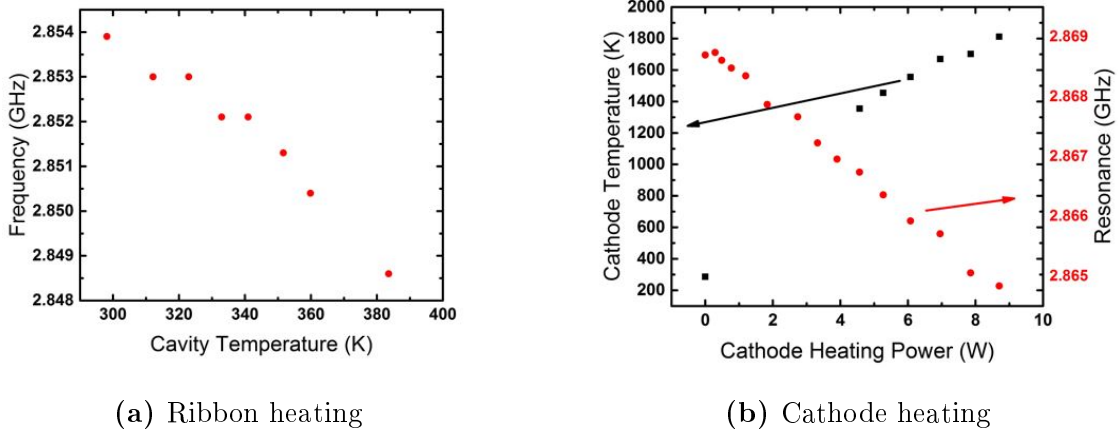 2.854
2.853
2.852
2.851
2.850
2.849
2.848
Frequency (GHz)
300 320 340 360 380 400
Cavity Temperature (K)
(a) Ribbon heating
2000
1800
1600
1400
1200
1000
800
600
400
200
Cathode Temperature (K)
2.869
2.868
2.867
2.866
2.865
Resonance (GHz)
0 2 4 6 8 10
Cathode Heating Power (W)
(b) Cathode heating